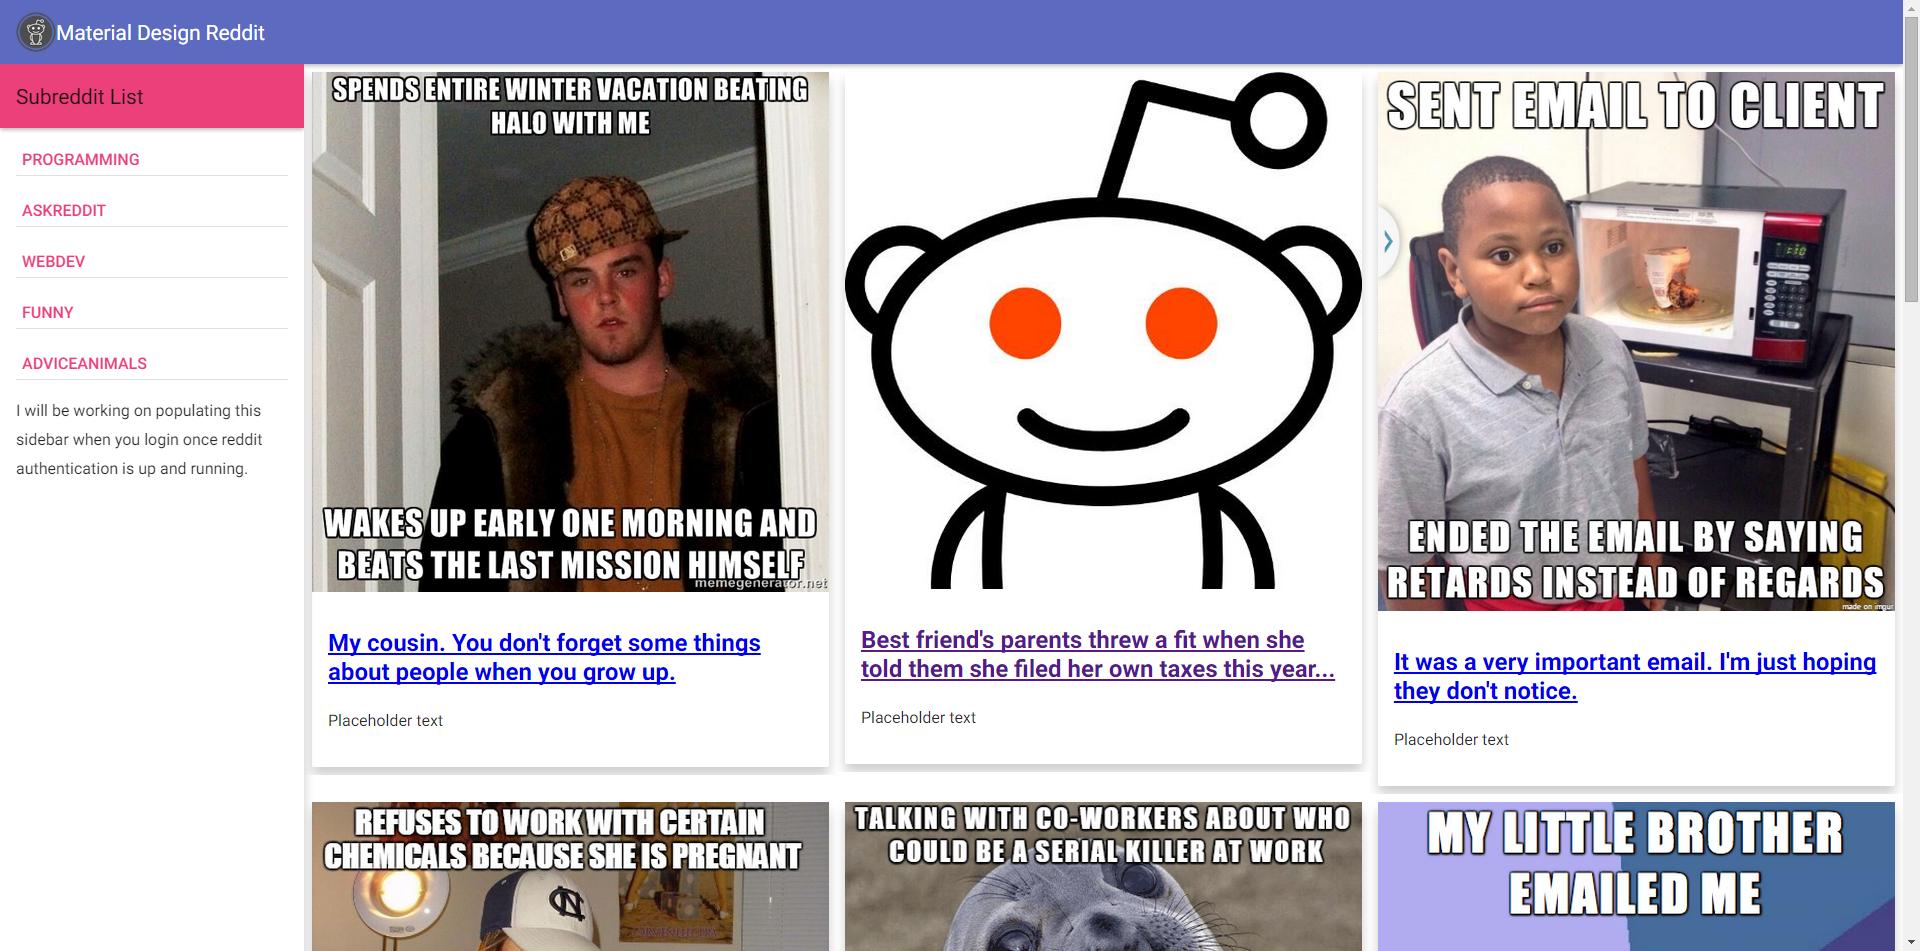 Material Design Reddit
Subreddit List
PROGRAMMING
ASKREDDIT
WEBDEV
FUNNY
ADVICEANIMALS
I will be working on populating this
sidebar when you login once reddit
authentication is up and running.
SPENDS ENTIRE WINTER VACATION BEATING
HALO WITH ME
WAKES UP EARLY ONE MORNING AND
BEATS THE LAST MISSION HIMSELF
memegenerator.net
My cousin. You don't forget some things
about people when you grow up.
Placeholder text
Best friend's parents threw a fit when she
told them she filed her own taxes this year...
Placeholder text
SENT EMAIL TO CLIENT
ENDED THE EMAIL BY SAYING
RETARDS INSTEAD OF REGARDS
made on imgur
It was a very important email. I'm just hoping
they don't notice.
Placeholder text
REFUSES TO WORK WITH CERTAIN
CHEMICALS BECAUSE SHE IS PREGNANT
TALKING WITH CO-WORKERS ABOUT WHO
COULD BE A SERIAL KILLER AT WORK
MY LITTLE BROTHER
EMAILED ME